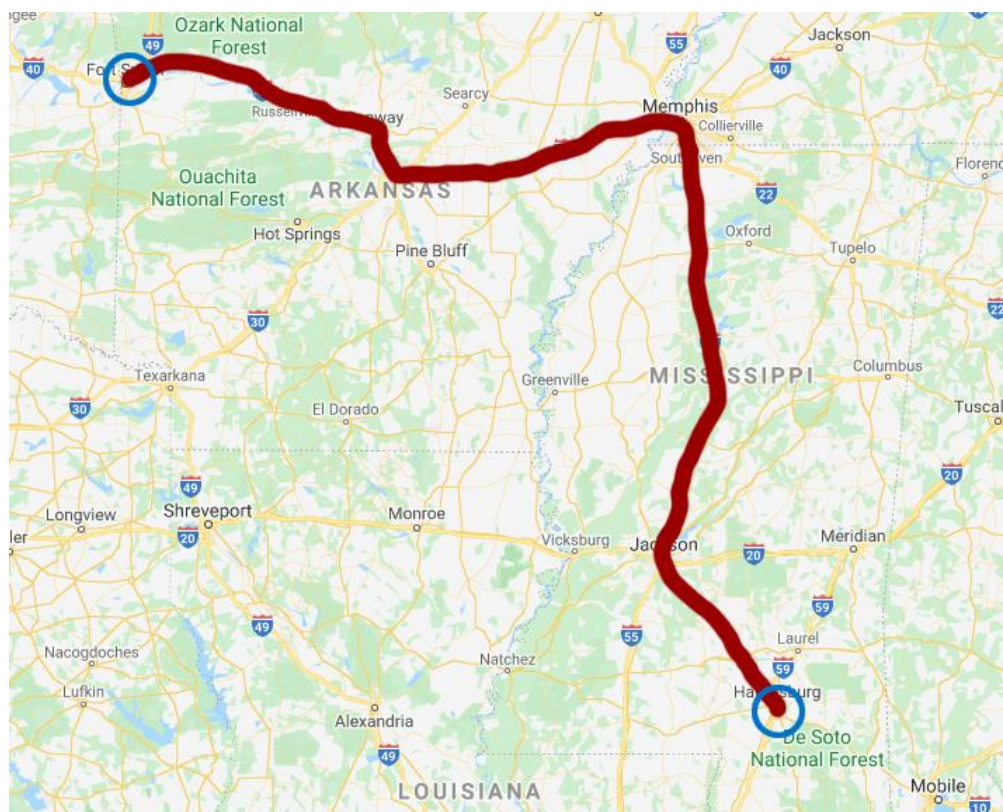 ogee
Ozark National
Forest
49
55
Jackson
40
40
Searcy
Memphis
Collierville
ARKANSAS
Ouachita
National Forest
Hot Springs
Pine Bluff
22
Oxford
Tupelo
Floren
30
22
Texarkana
Greenville
MISSISSIPPI
Columbus
30
El Dorado
Tuscal
49
20
Longview
Shreveport
Monroe
Vicksburg
20
Meridian
ler
20
59
49
55
Laurel
59
Nacogdoches
Natchez
Lufkin
Alexandria
De Soto
National Forest
49
LOUISIANA
Mobile
10